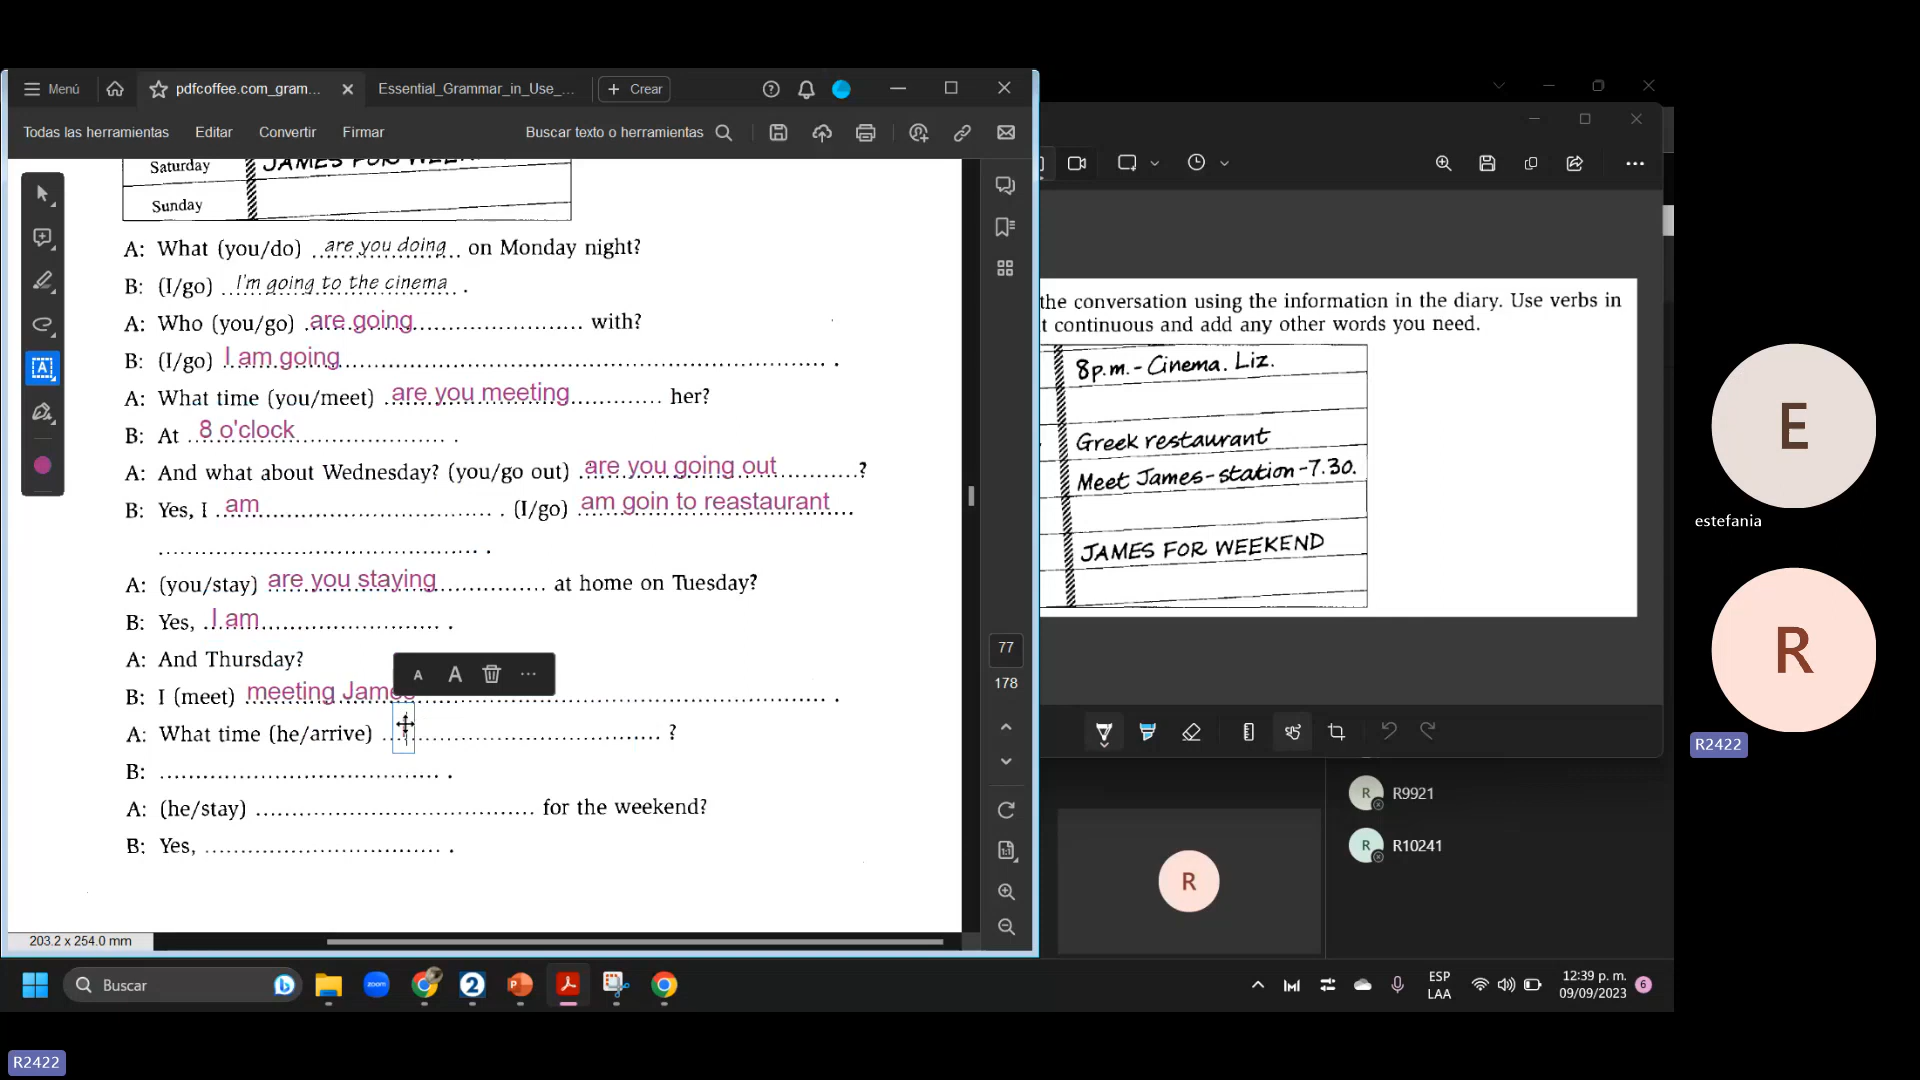 Menú
pdfcoffee.com_gram...
Essential_Grammar_in_Use_...
Crear
Todas las herramientas
Editar
Convertir
Firmar
Buscar texto o herramientas
Saturday
JAMES FOR
Sunday
A: What (you/do) are you doing on Monday night?
B: (I/go) I'm going to the cinema .
A: Who (you/go) are going with?
B: (I/go) I am going .
A: What time (you/meet) are you meeting her?
B: At 8 o'clock .
A: And what about Wednesday? (you/go out) are you going out ?
B: Yes, I am . (I/go) am goin to reastaurant
.
A: (you/stay) are you staying at home on Tuesday?
B: Yes, I am .
A: And Thursday?
B: I (meet) meeting James .
A: What time (he/arrive) ?
B: .
A: (he/stay) for the weekend?
B: Yes, .
A A
77
178
1:1
203.2 x 254.0 mm
the conversation using the information in the diary. Use verbs in
t continuous and add any other words you need.
8p.m.- Cinema. Liz.
Greek restaurant
Meet James-station-7.30.
JAMES FOR WEEKEND
E
estefania
R
R2422
R R9921
R R10241
R
Buscar
zoom
2
ESP
LAA
12:39 p. m.
09/09/2023
6
R2422